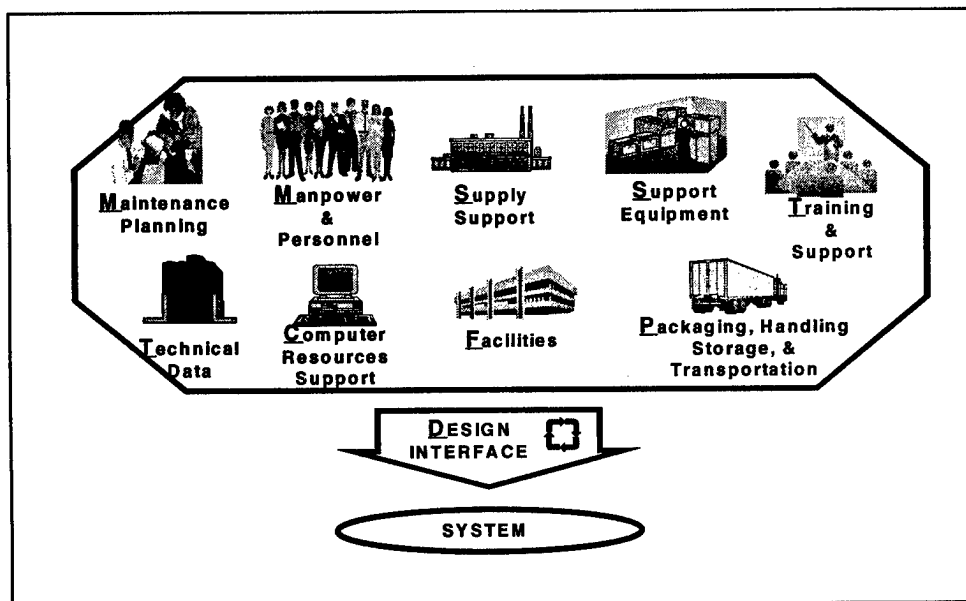 Maintenance
Planning
Manpower
&
Personnel
Supply
Support
Support
Equipment
Training
&
Support
Technical
Data
Computer
Resources
Support
Facilities
Packaging, Handling
Storage, &
Transportation
DESIGN
INTERFACE
SYSTEM